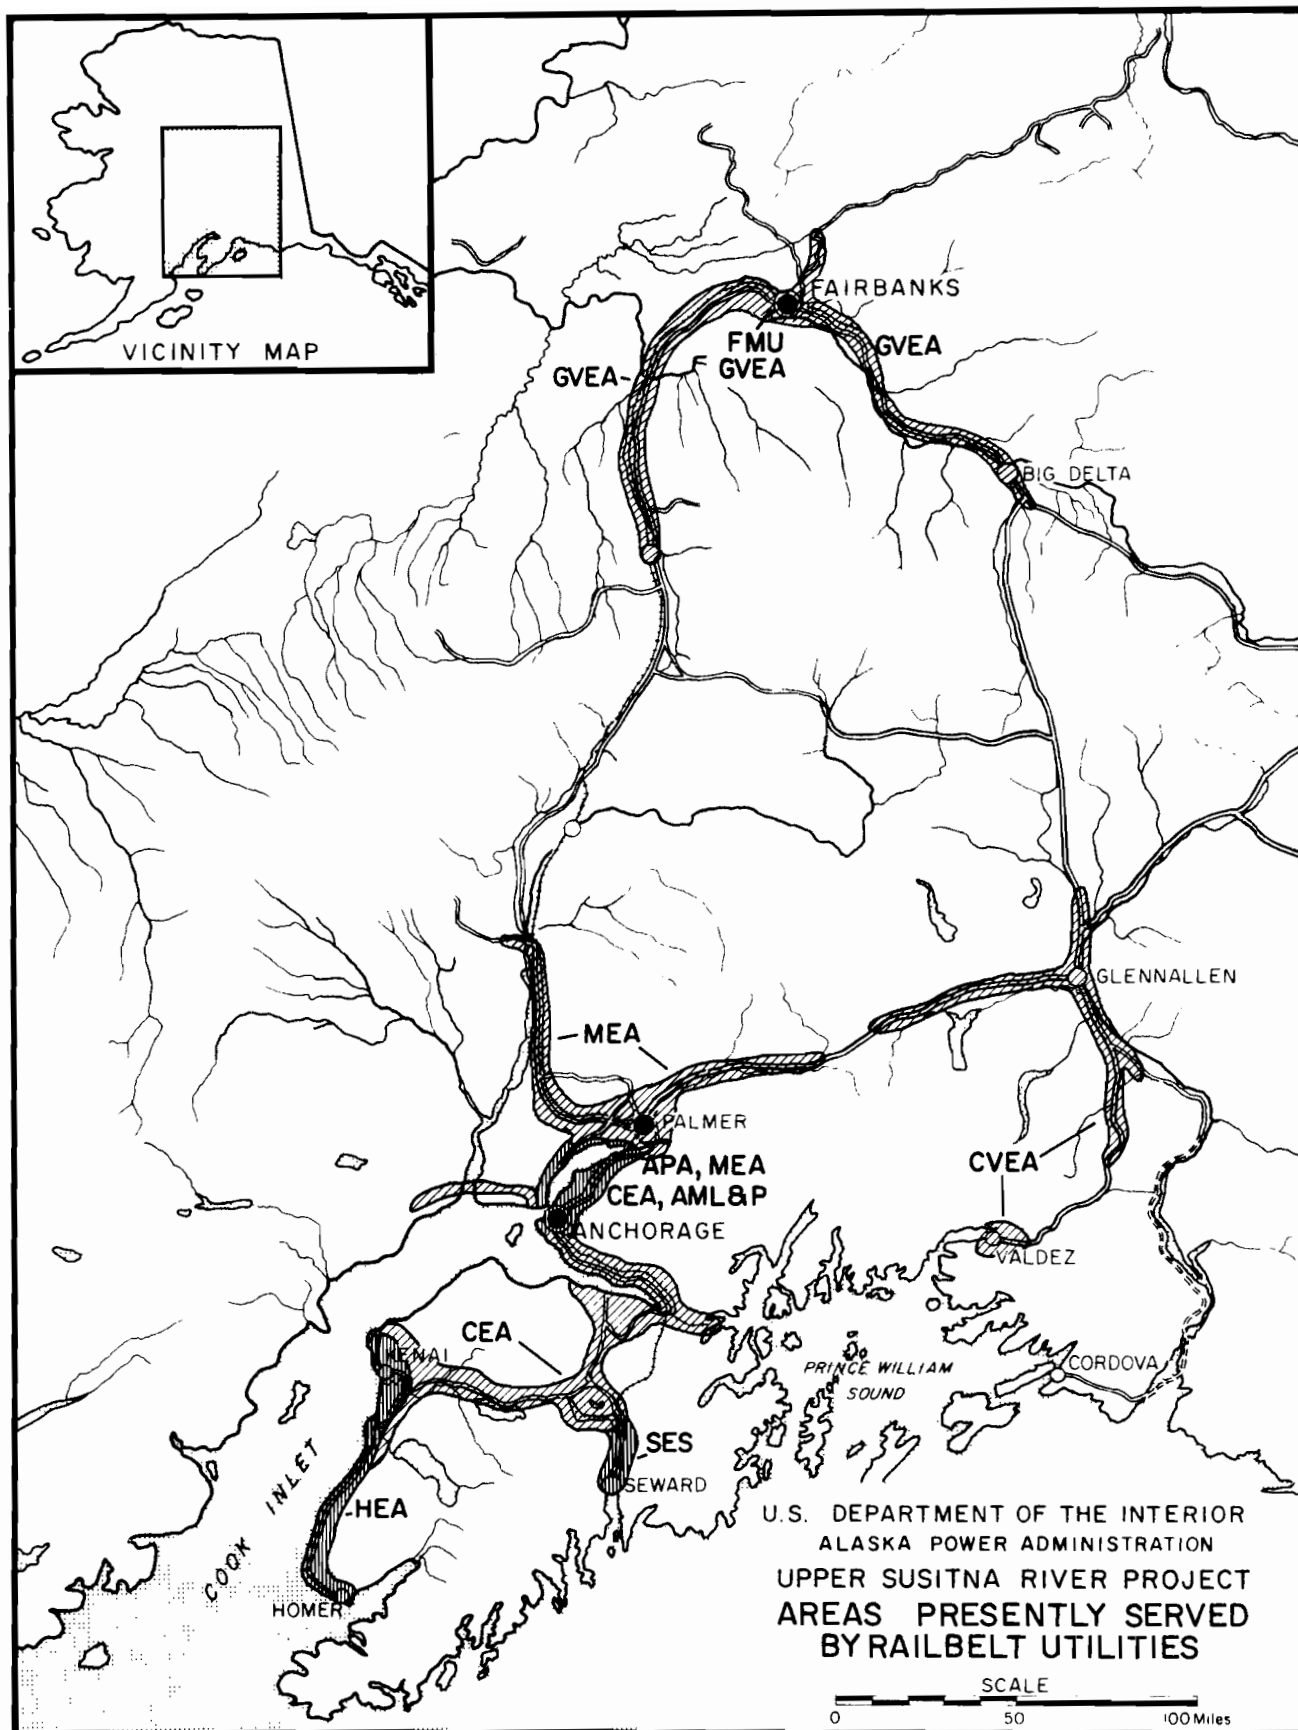 VICINITY MAP
FAIRBANKS
FMU
GVEA
GVEA
GVEA
BIG DELTA
GLENNALLEN
MEA
PALMER
APA, MEA
CEA, AML&P
ANCHORAGE
CVEA
VALDEZ
CEA
KENAI
PRINCE WILLIAM
SOUND
CORDOVA
SES
SEWARD
HEA
COOK INLET
HOMER
U.S. DEPARTMENT OF THE INTERIOR
ALASKA POWER ADMINISTRATION
UPPER SUSITNA RIVER PROJECT
AREAS PRESENTLY SERVED
BY RAILBELT UTILITIES
SCALE
0 50 100 Miles